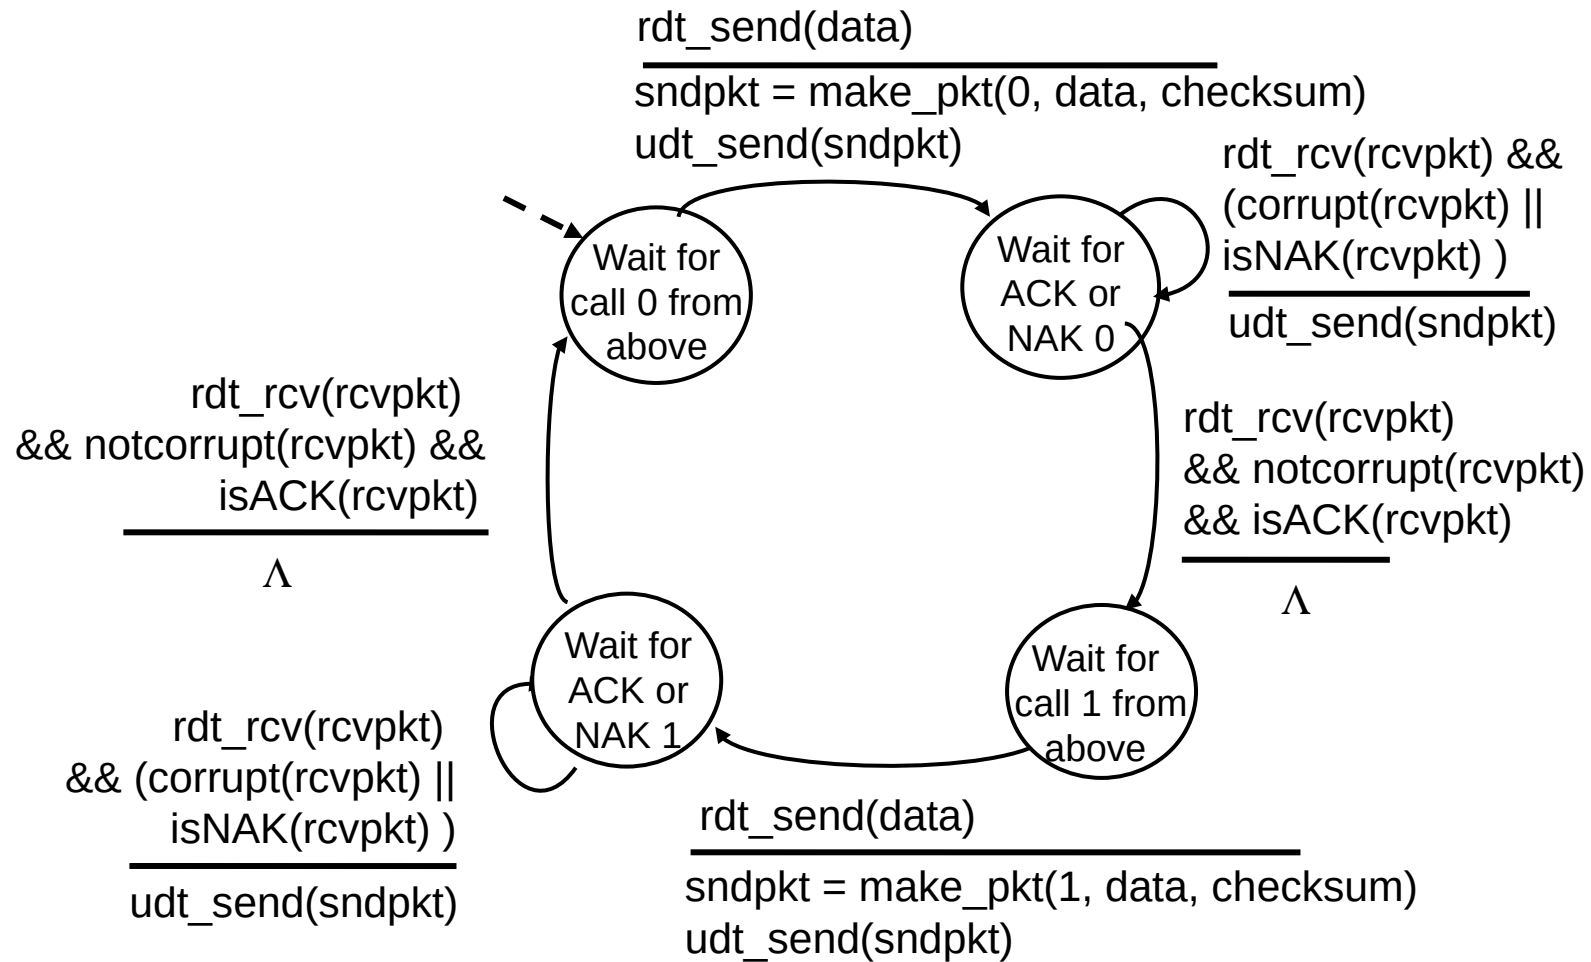 rdt_send(data)
sndpkt = make_pkt(0, data, checksum)
udt_send(sndpkt)
rdt_rcv(rcvpkt) &&
(corrupt(rcvpkt) ||
isNAK(rcvpkt) )
udt_send(sndpkt)
Wait for
call 0 from
above
Wait for
ACK or
NAK 0
rdt_rcv(rcvpkt)
&& notcorrupt(rcvpkt) &&
isACK(rcvpkt)
Λ
rdt_rcv(rcvpkt)
&& notcorrupt(rcvpkt)
&& isACK(rcvpkt)
Λ
Wait for
ACK or
NAK 1
Wait for
call 1 from
above
rdt_rcv(rcvpkt)
&& (corrupt(rcvpkt) ||
isNAK(rcvpkt) )
udt_send(sndpkt)
rdt_send(data)
sndpkt = make_pkt(1, data, checksum)
udt_send(sndpkt)